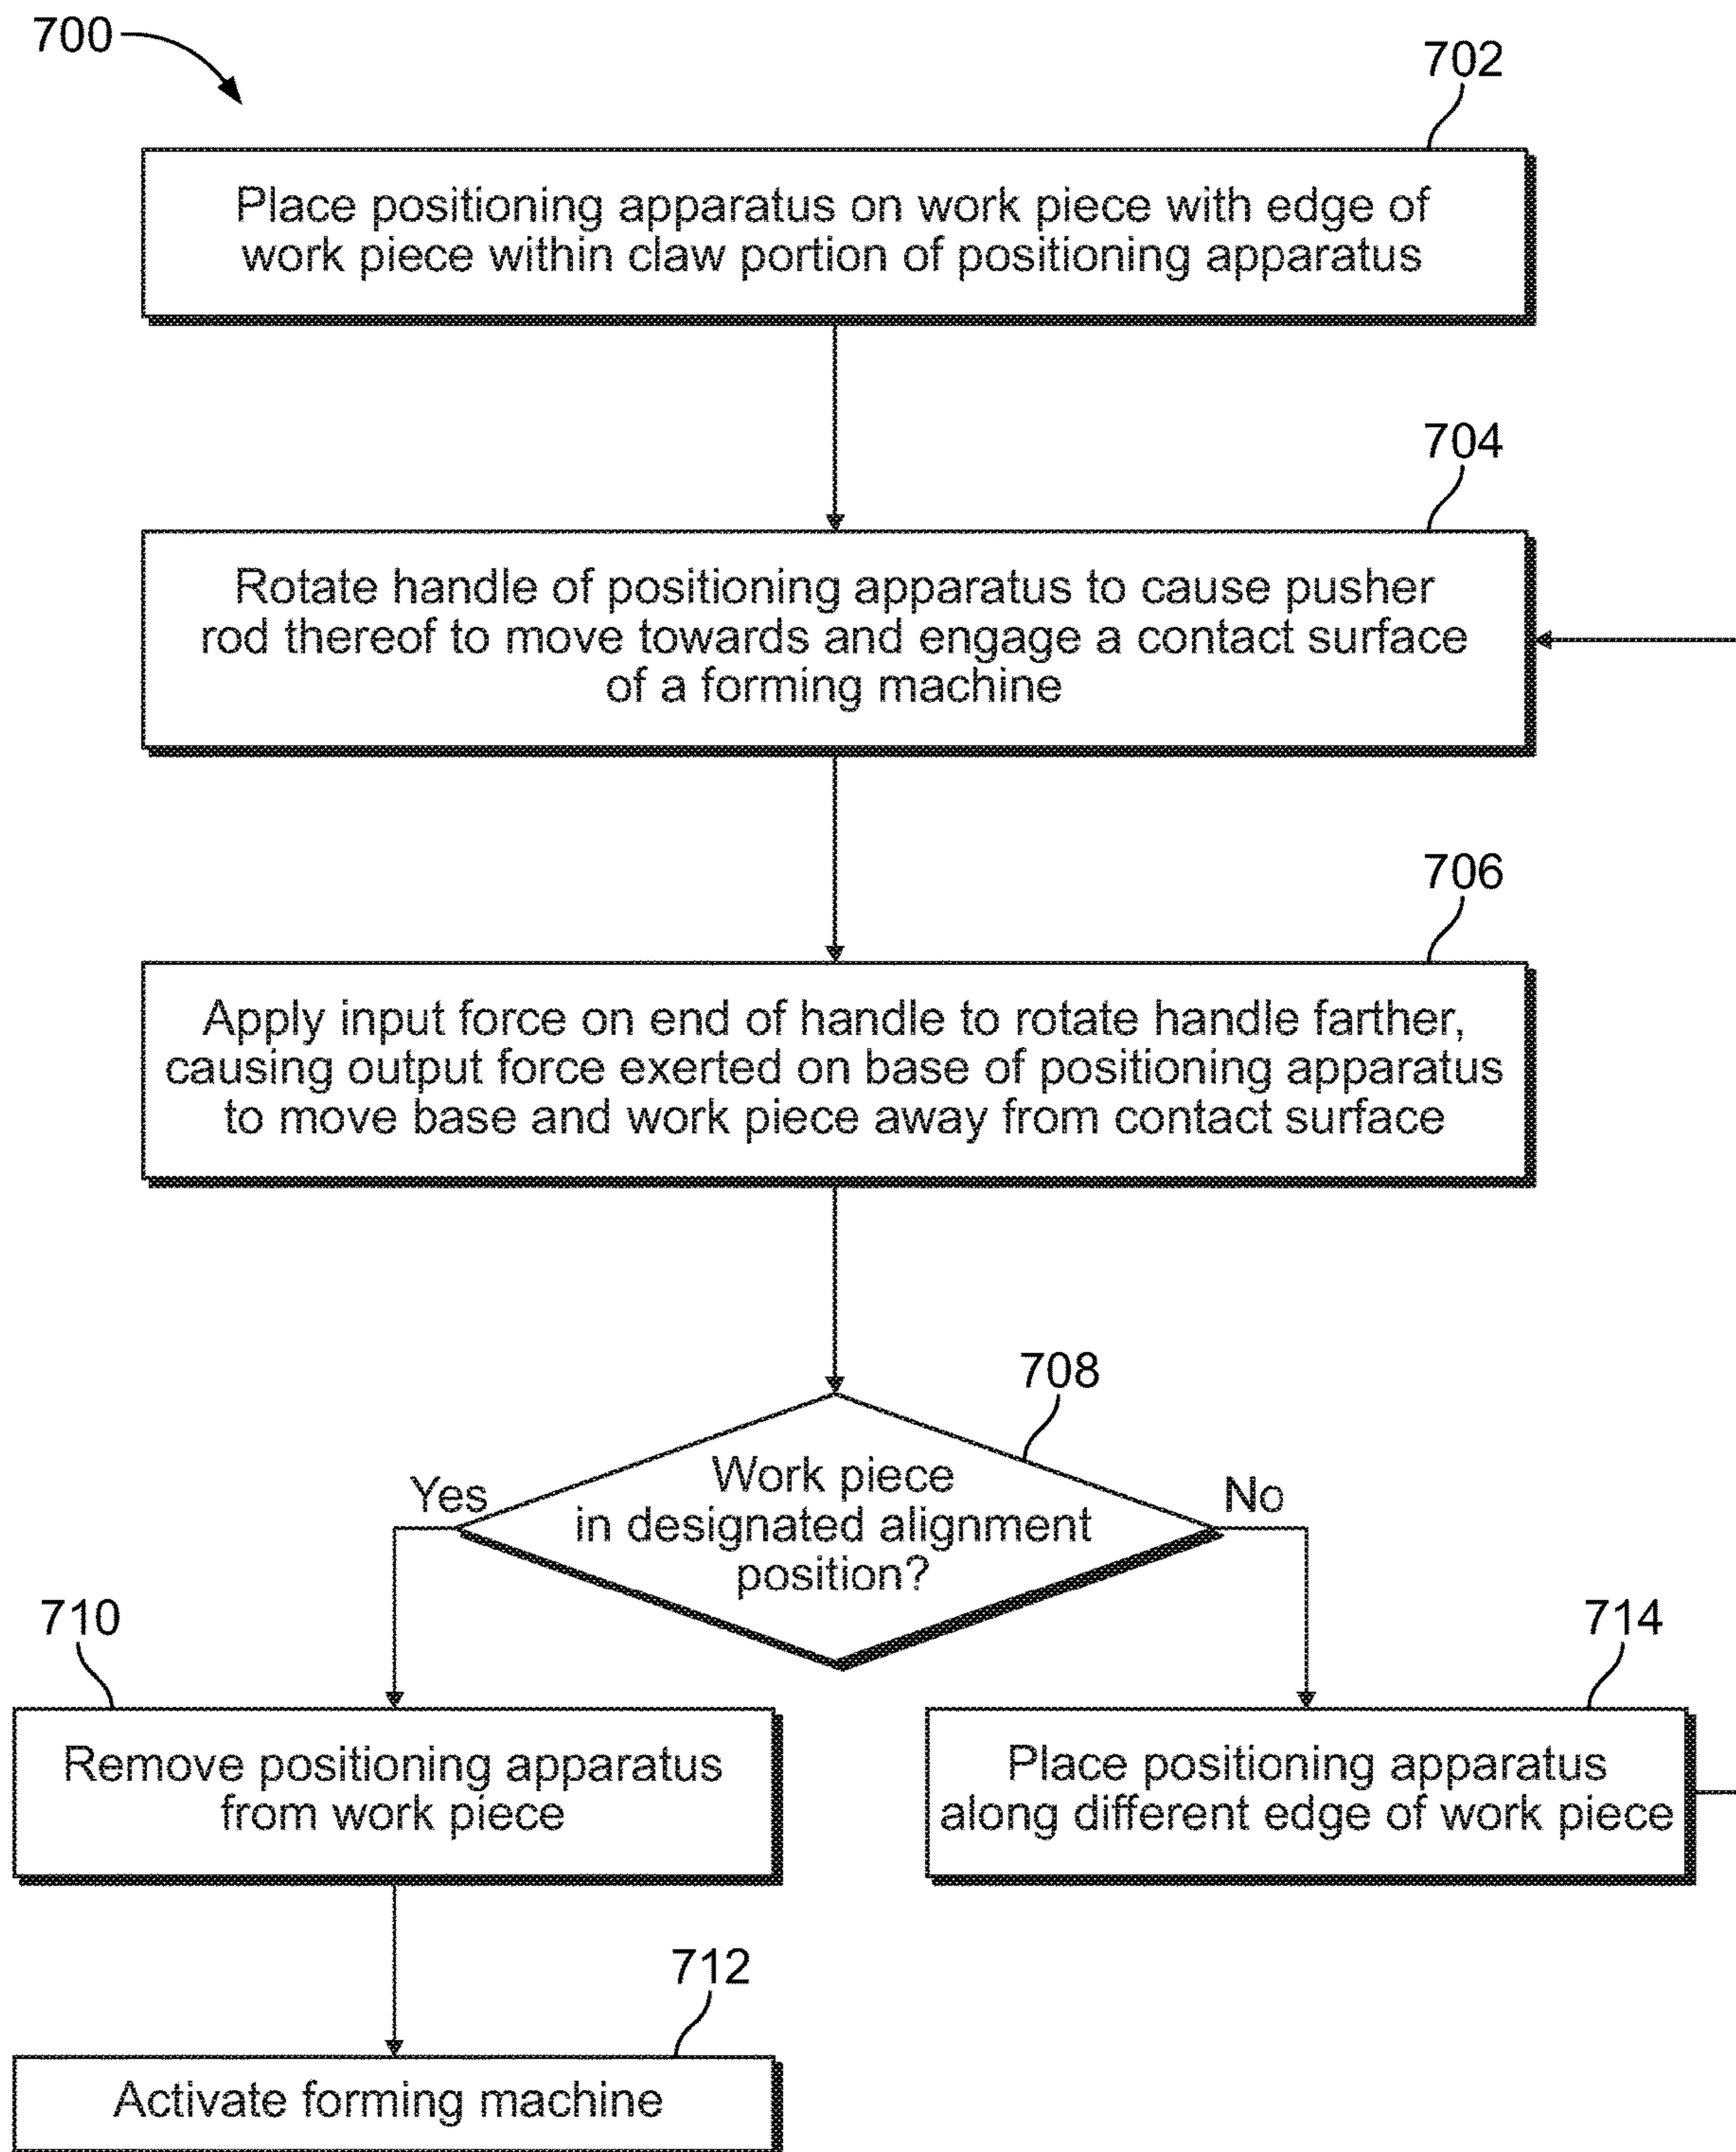 700
702
Place positioning apparatus on work piece with edge of
work piece within claw portion of positioning apparatus
704
Rotate handle of positioning apparatus to cause pusher
rod thereof to move towards and engage a contact surface
of a forming machine
706
Apply input force on end of handle to rotate handle farther,
causing output force exerted on base of positioning apparatus
to move base and work piece away from contact surface
708
Work piece
in designated alignment
position?
Yes
No
710
Remove positioning apparatus
from work piece
714
Place positioning apparatus
along different edge of work piece
712
Activate forming machine